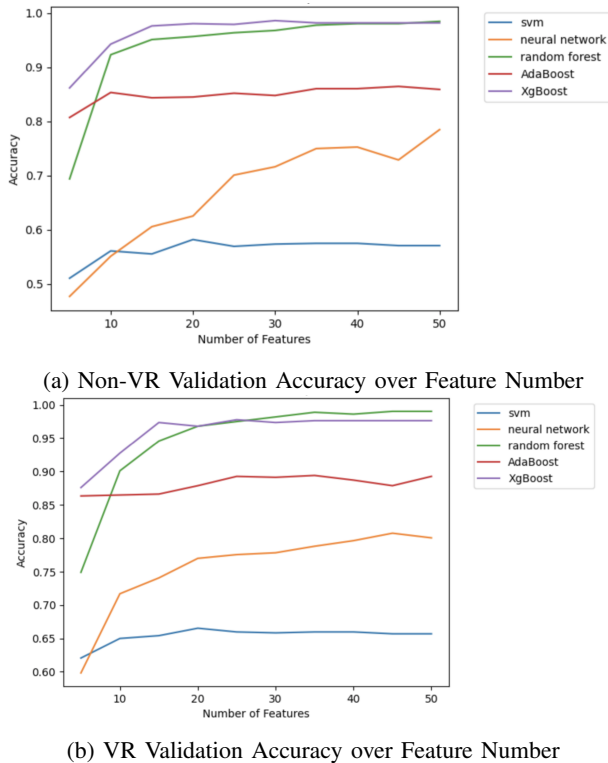 1.0
0.9
0.8
0.7
0.6
0.5
Accuracy
10
20
30
40
50
Number of Features
svm
neural network
random forest
AdaBoost
XgBoost
(a) Non-VR Validation Accuracy over Feature Number
1.00
0.95
0.90
0.85
0.80
0.75
0.70
0.65
0.60
Accuracy
10
20
30
40
50
Number of Features
svm
neural network
random forest
AdaBoost
XgBoost
(b) VR Validation Accuracy over Feature Number